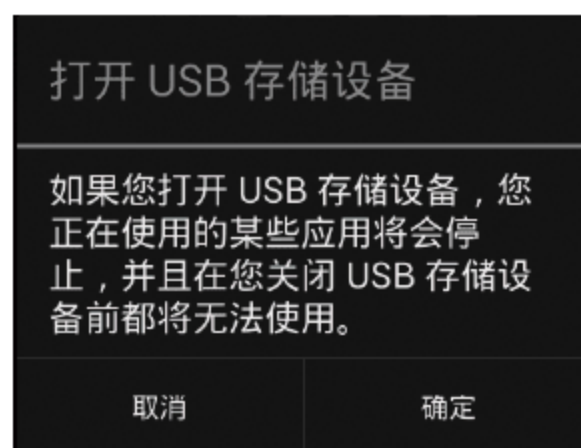 打开 USB 存储设备
如果您打开 USB 存储设备，您
正在使用的某些应用将会停
止，并且在您关闭 USB 存储设
备前都将无法使用。
取消
确定